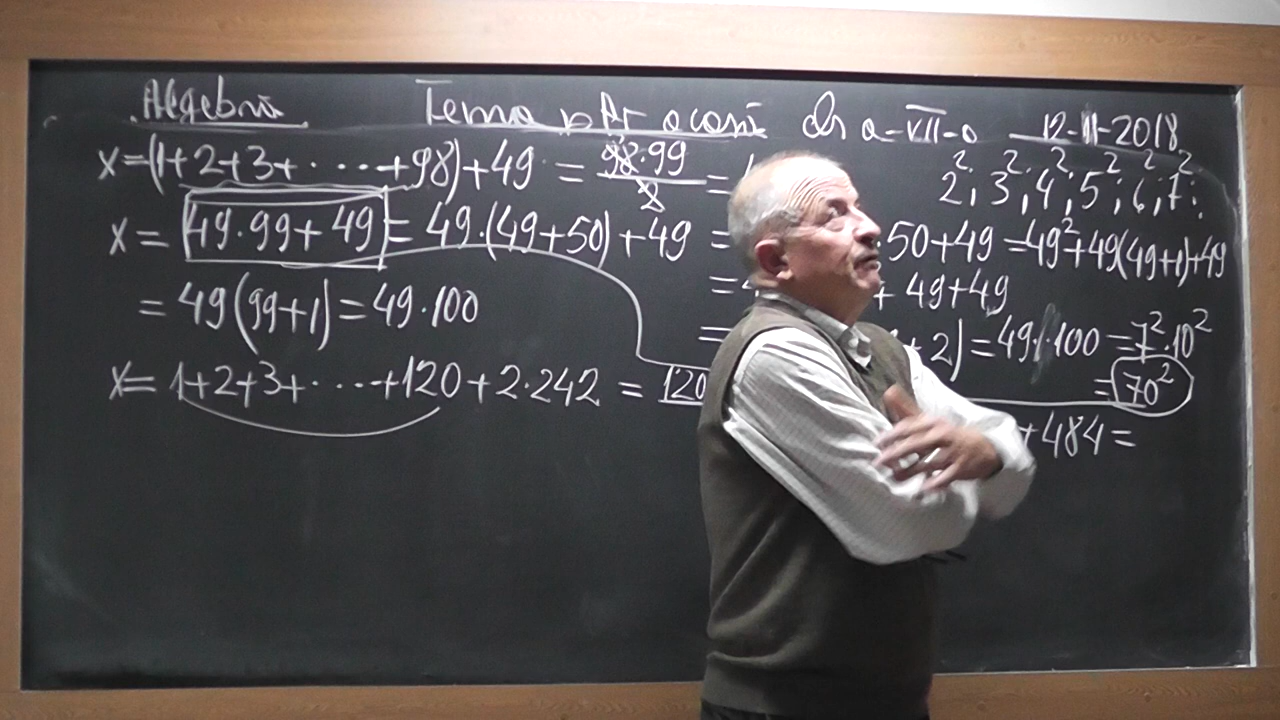 Algebră Tema pt acasă cls a-VII-a 12-11-2018
x=(1+2+3+ · · · · ·+98)+49 = 98·99/2 =
2²; 3²; 4²; 5²; 6²; 7²;
x= 49·99+49 = 49·(49+50)+49 = ·50+49 =49²+49(49+1)+49
= 49(99+1)=49·100 = + 49+49
= +2)=49·100 =7²·10²
=70²
x= 1+2+3+ · · · ·+120+2·242 = 120
+484=